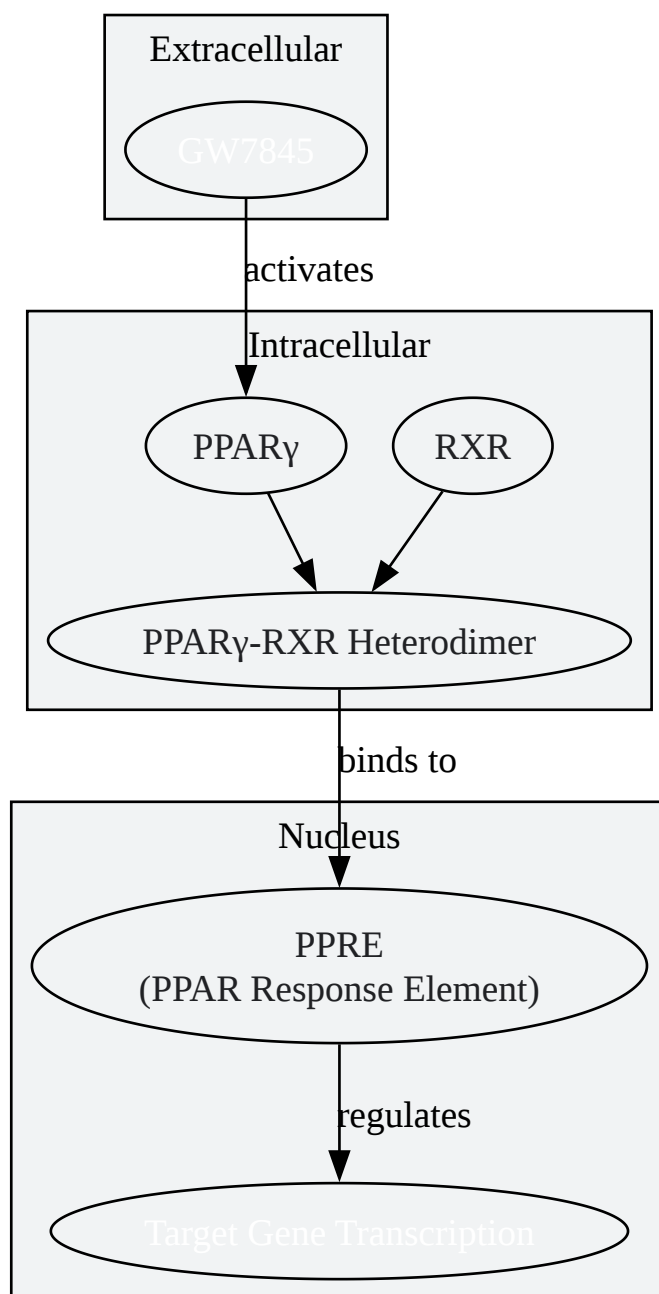 Extracellular
GW7845
activates
Intracellular
PPARγ
RXR
PPARγ-RXR Heterodimer
binds to
Nucleus
PPRE
(PPAR Response Element)
regulates
Target Gene Transcription